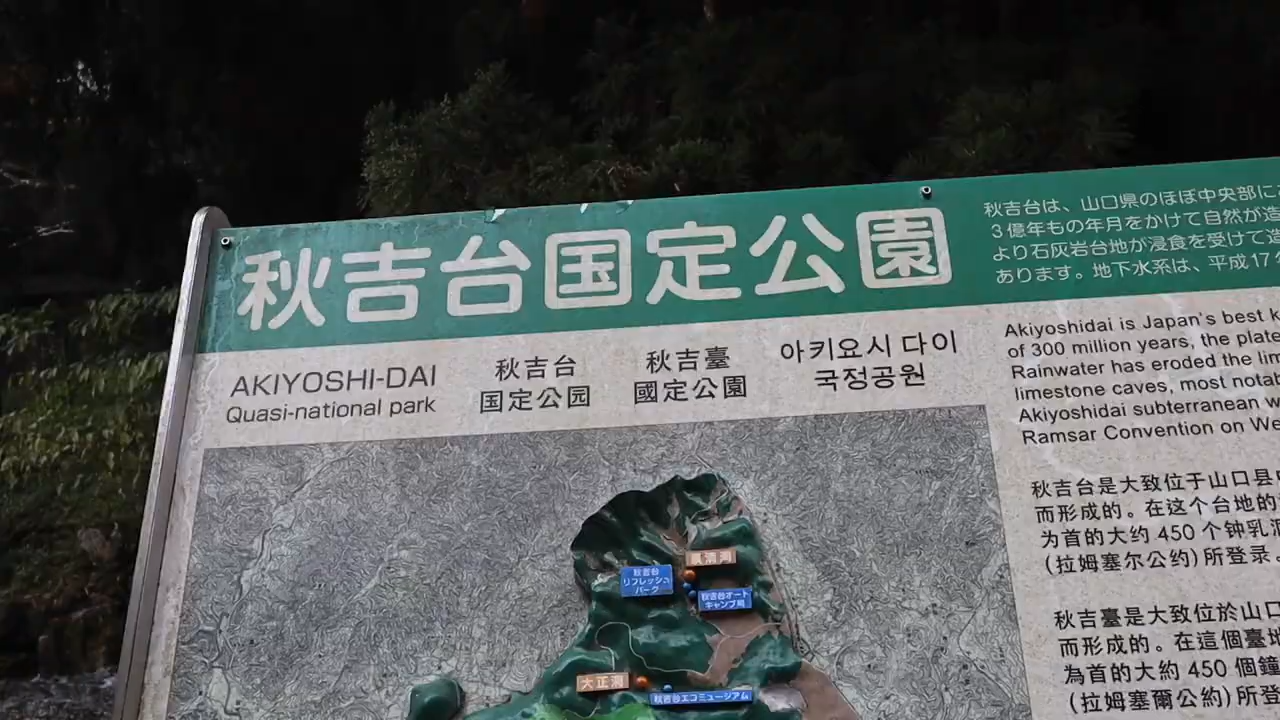 秋吉台国定公園
AKIYOSHI-DAI
Quasi-national park
秋吉台
国定公园
秋吉臺
國定公園
아키요시 다이
국정공원
秋吉台は、山口県のほぼ中央部に
3億年もの年月をかけて自然が造
より石灰岩台地が浸食を受けて造
あります。地下水系は、平成17
Akiyoshidai is Japan's best
of 300 million years, the
Rainwater has eroded the
limestone caves, most
Akiyoshidai subterranean
Ramsar Convention on
秋吉台是大致位于山口县
而形成的。在这个台地的
为首的大约 450 个钟乳
(拉姆塞尔公约) 所登录
秋吉臺是大致位於山口
而形成的。在這個臺地
為首的大約 450 個鐘
(拉姆塞爾公約) 所登
景清洞
秋吉台
リフレッシュ
パーク
秋吉台オート
キャンプ場
大正洞
秋吉台エコミュージアム